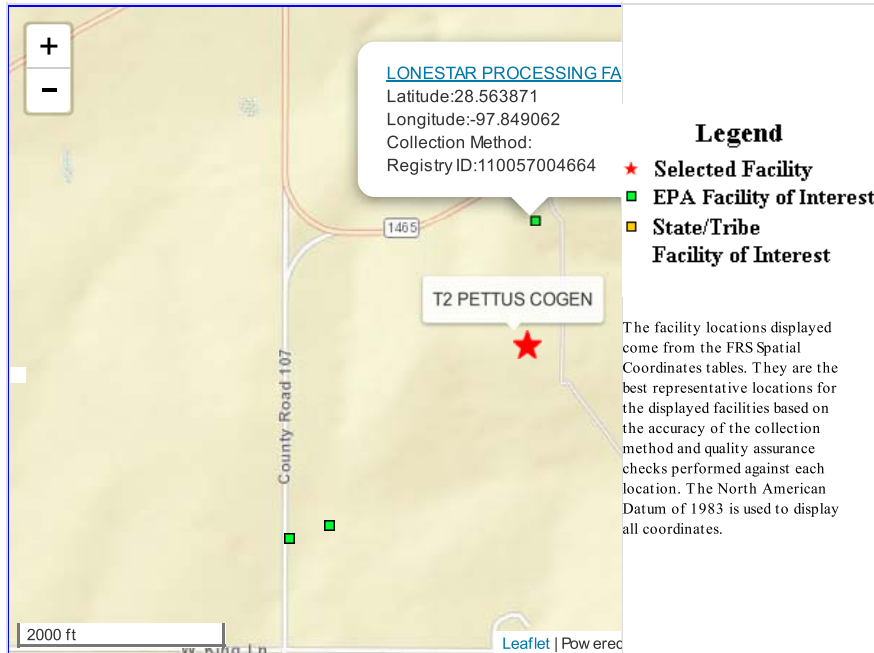 +
−
LONESTAR PROCESSING FA
Latitude:28.563871
Longitude:-97.849062
Collection Method:
Registry ID:110057004664
1465
T2 PETTUS COGEN
County Road 107
2000 ft
W King Ln
Leaflet | Powered
Legend
Selected Facility
EPA Facility of Interest
State/Tribe
Facility of Interest
The facility locations displayed
come from the FRS Spatial
Coordinates tables. They are the
best representative locations for
the displayed facilities based on
the accuracy of the collection
method and quality assurance
checks performed against each
location. The North American
Datum of 1983 is used to display
all coordinates.